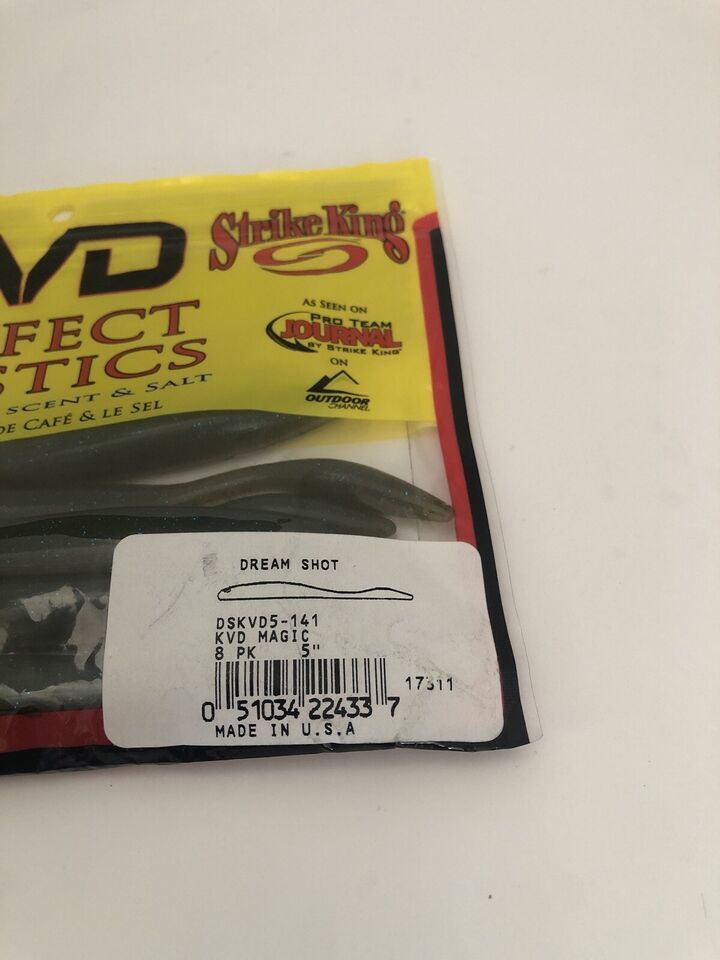 VD
Strike King
FECT
STICS
SCENT & SALT
DE CAFÉ & LE SEL
AS SEEN ON
PRO TEAM
JOURNAL
BY STRIKE KING
ON
OUTDOOR
CHANNEL
DREAM SHOT
DSKVD5-141
KVD MAGIC
8 PK 5"
17311
0 51034 22433 7
MADE IN U.S.A